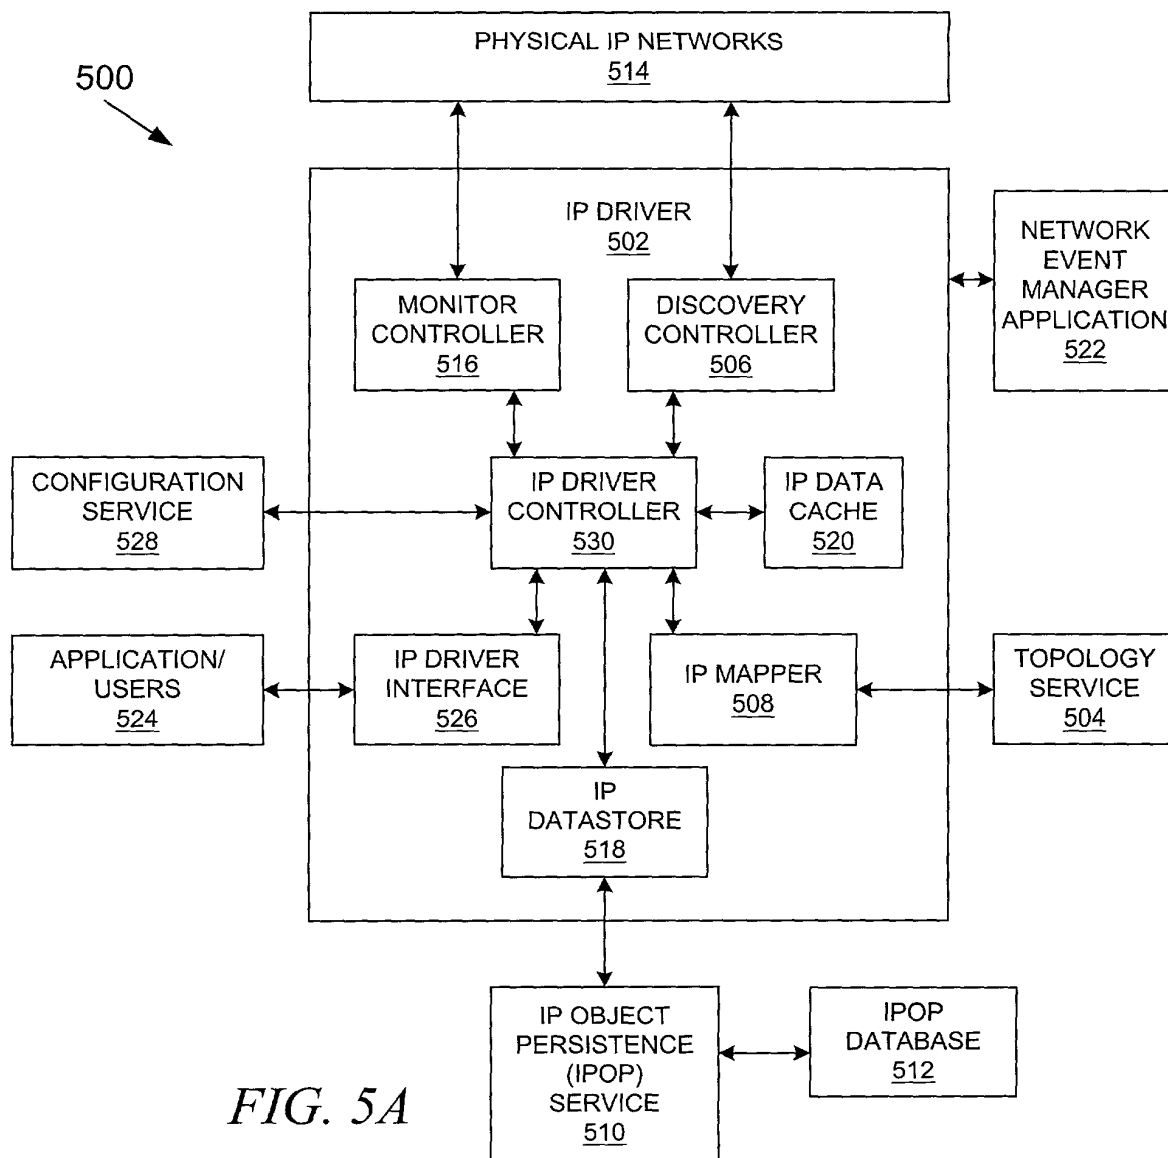 PHYSICAL IP NETWORKS
514
500
IP DRIVER
502
NETWORK
EVENT
MANAGER
APPLICATION
522
MONITOR
CONTROLLER
516
DISCOVERY
CONTROLLER
506
CONFIGURATION
SERVICE
528
IP DRIVER
CONTROLLER
530
IP DATA
CACHE
520
APPLICATION/
USERS
524
IP DRIVER
INTERFACE
526
IP MAPPER
508
TOPOLOGY
SERVICE
504
IP
DATASTORE
518
IP OBJECT
PERSISTENCE
(IPOP)
SERVICE
510
IPOP
DATABASE
512
FIG. 5A